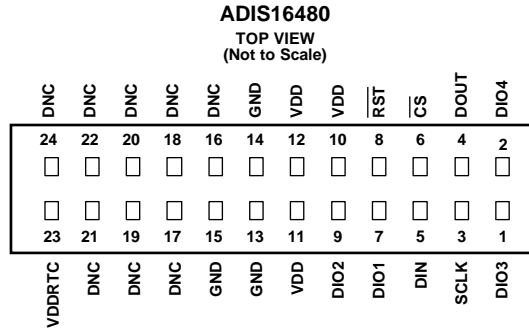 ADIS16480
TOP VIEW
(Not to Scale)
DNC DNC DNC DNC DNC GND VDD VDD RST CS DOUT DIO4
24 22 20 18 16 14 12 10 8 6 4 2
23 21 19 17 15 13 11 9 7 5 3 1
VDDRTC DNC DNC DNC GND GND VDD DIO2 DIO1 DIN SCLK DIO3